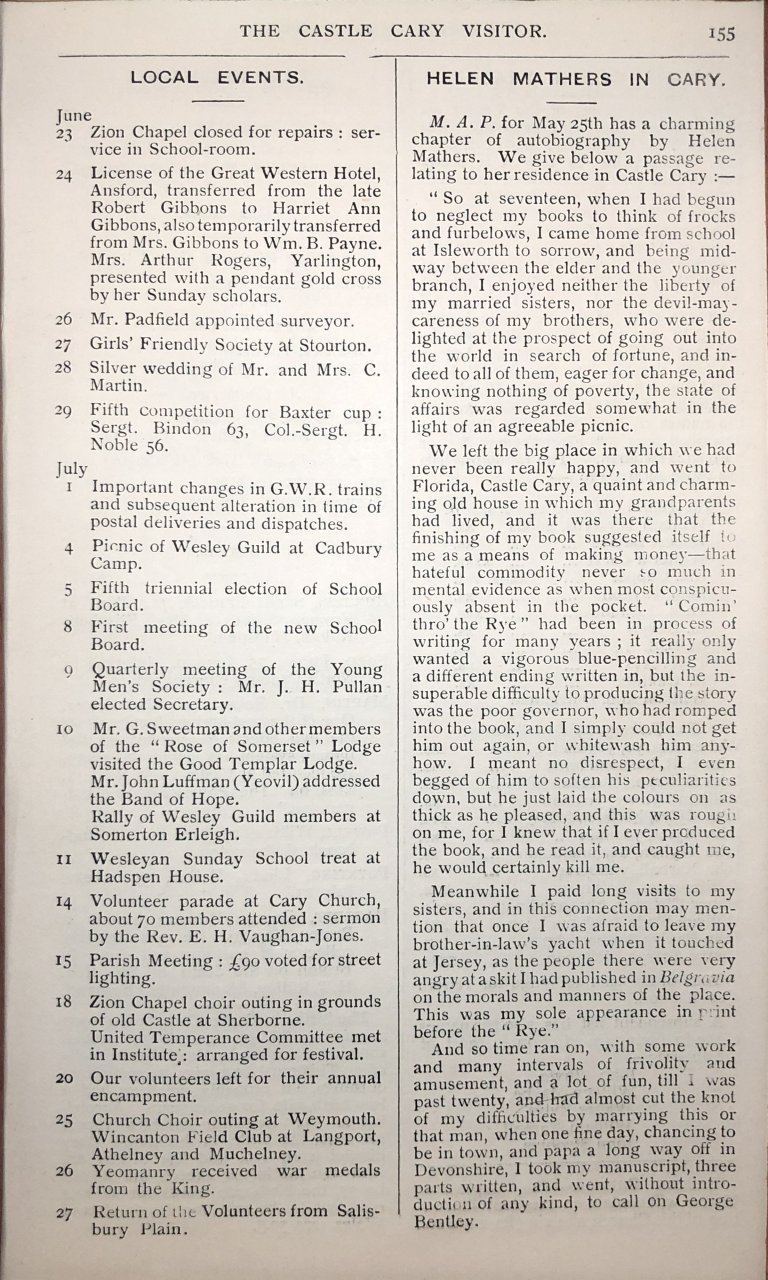 THE CASTLE CARY VISITOR. 155
LOCAL EVENTS.
June
23 Zion Chapel closed for repairs : ser-
vice in School-room.
24 License of the Great Western Hotel,
Ansford, transferred from the late
Robert Gibbons to Harriet Ann
Gibbons, also temporarily transferred
from Mrs. Gibbons to Wm. B. Payne.
Mrs. Arthur Rogers, Yarlington,
presented with a pendant gold cross
by her Sunday scholars.
26 Mr. Padfield appointed surveyor.
27 Girls' Friendly Society at Stourton.
28 Silver wedding of Mr. and Mrs. C.
Martin.
29 Fifth competition for Baxter cup :
Sergt. Bindon 63, Col.-Sergt. H.
Noble 56.
July
1 Important changes in G.W.R. trains
and subsequent alteration in time of
postal deliveries and dispatches.
4 Picnic of Wesley Guild at Cadbury
Camp.
5 Fifth triennial election of School
Board.
8 First meeting of the new School
Board.
9 Quarterly meeting of the Young
Men's Society : Mr. J. H. Pullan
elected Secretary.
10 Mr. G. Sweetman and other members
of the "Rose of Somerset" Lodge
visited the Good Templar Lodge.
Mr. John Luffman (Yeovil) addressed
the Band of Hope.
Rally of Wesley Guild members at
Somerton Erleigh.
11 Wesleyan Sunday School treat at
Hadspen House.
14 Volunteer parade at Cary Church,
about 70 members attended : sermon
by the Rev. E. H. Vaughan-Jones.
15 Parish Meeting : £90 voted for street
lighting.
18 Zion Chapel choir outing in grounds
of old Castle at Sherborne.
United Temperance Committee met
in Institute : arranged for festival.
20 Our volunteers left for their annual
encampment.
25 Church Choir outing at Weymouth.
Wincanton Field Club at Langport,
Athelney and Muchelney.
26 Yeomanry received war medals
from the King.
27 Return of the Volunteers from Salis-
bury Plain.
HELEN MATHERS IN CARY.
M. A. P. for May 25th has a charming
chapter of autobiography by Helen
Mathers. We give below a passage re-
lating to her residence in Castle Cary :—
" So at seventeen, when I had begun
to neglect my books to think of frocks
and furbelows, I came home from school
at Isleworth to sorrow, and being mid-
way between the elder and the younger
branch, I enjoyed neither the liberty of
my married sisters, nor the devil-may-
careness of my brothers, who were de-
lighted at the prospect of going out into
the world in search of fortune, and in-
deed to all of them, eager for change, and
knowing nothing of poverty, the state of
affairs was regarded somewhat in the
light of an agreeable picnic.
We left the big place in which we had
never been really happy, and went to
Florida, Castle Cary, a quaint and charm-
ing old house in which my grandparents
had lived, and it was there that the
finishing of my book suggested itself to
me as a means of making money—that
hateful commodity never so much in
mental evidence as when most conspicu-
ously absent in the pocket. "Comin'
thro' the Rye" had been in process of
writing for many years ; it really only
wanted a vigorous blue-pencilling and
a different ending written in, but the in-
superable difficulty to producing the story
was the poor governor, who had romped
into the book, and I simply could not get
him out again, or whitewash him any-
how. I meant no disrespect, I even
begged of him to soften his peculiarities
down, but he just laid the colours on as
thick as he pleased, and this was rough
on me, for I knew that if I ever produced
the book, and he read it, and caught me,
he would certainly kill me.
Meanwhile I paid long visits to my
sisters, and in this connection may men-
tion that once I was afraid to leave my
brother-in-law's yacht when it touched
at Jersey, as the people there were very
angry at a skit I had published in Belgravia
on the morals and manners of the place.
This was my sole appearance in print
before the " Rye."
And so time ran on, with some work
and many intervals of frivolity and
amusement, and a lot of fun, till I was
past twenty, and had almost cut the knot
of my difficulties by marrying this or
that man, when one fine day, chancing to
be in town, and papa a long way off in
Devonshire, I took my manuscript, three
parts written, and went, without intro-
duction of any kind, to call on George
Bentley.